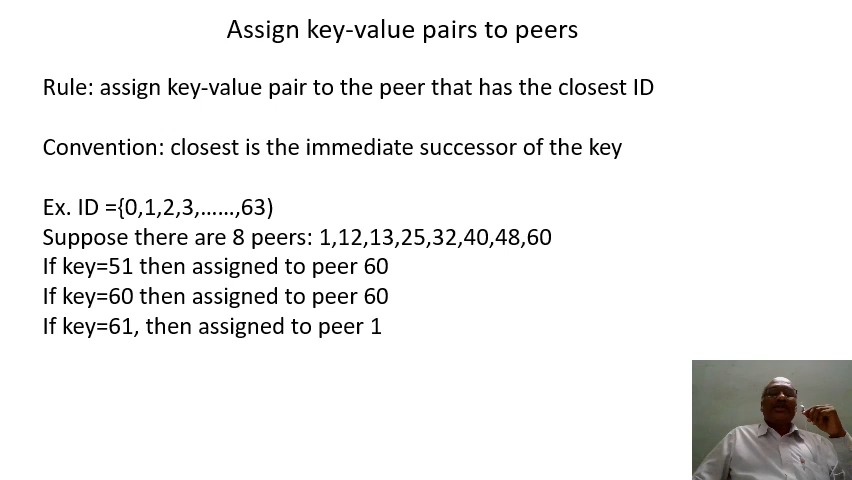 Assign key-value pairs to peers
Rule: assign key-value pair to the peer that has the closest ID
Convention: closest is the immediate successor of the key
Ex. ID ={0,1,2,3,……,63)
Suppose there are 8 peers: 1,12,13,25,32,40,48,60
If key=51 then assigned to peer 60
If key=60 then assigned to peer 60
If key=61, then assigned to peer 1